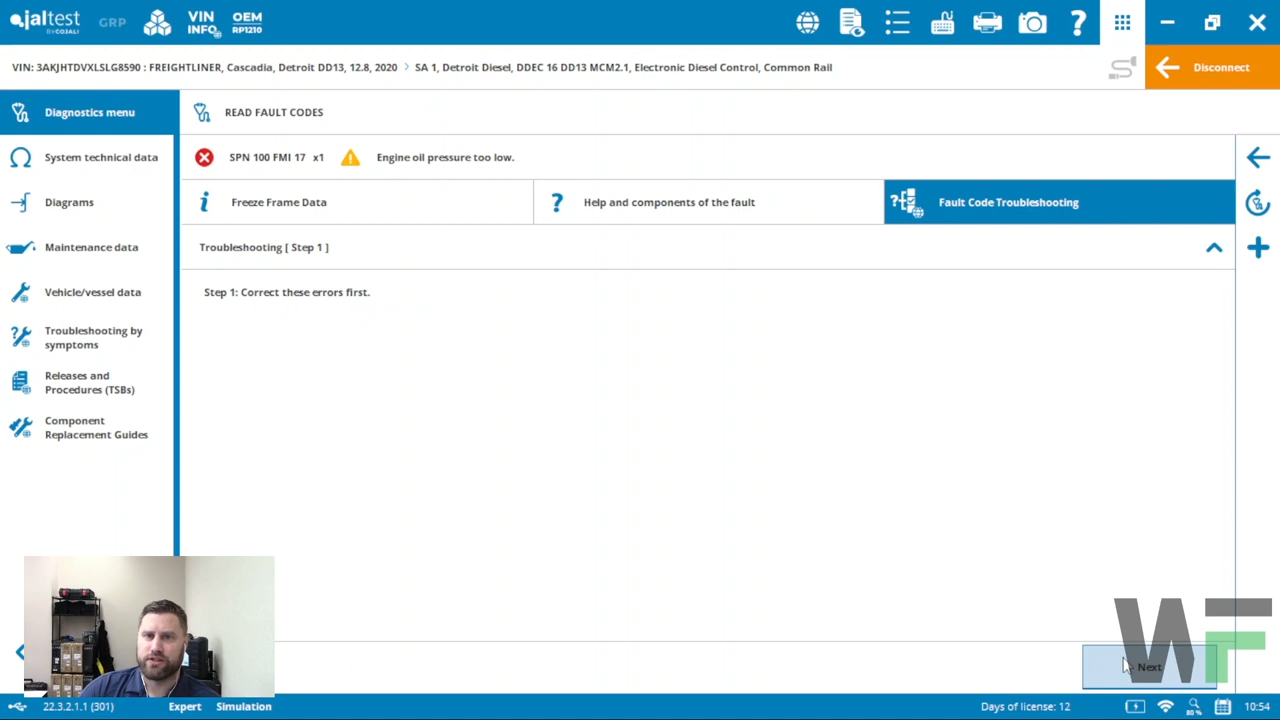 jaltest
BY COJALI
GRP
VIN
INFO
OEM
RP1210
VIN: 3AKJHTDVXLSLG8590 : FREIGHTLINER, Cascadia, Detroit DD13, 12.8, 2020 > SA 1, Detroit Diesel, DDEC 16 DD13 MCM2.1, Electronic Diesel Control, Common Rail
Disconnect
Diagnostics menu
READ FAULT CODES
System technical data
SPN 100 FMI 17 x1
Engine oil pressure too low.
Diagrams
Freeze Frame Data
Help and components of the fault
Fault Code Troubleshooting
Maintenance data
Troubleshooting [ Step 1 ]
Vehicle/vessel data
Step 1: Correct these errors first.
Troubleshooting by
symptoms
Releases and
Procedures (TSBs)
Component
Replacement Guides
WF
Next
22.3.2.1.1 (301)
Expert
Simulation
Days of license: 12
80 %
10:54